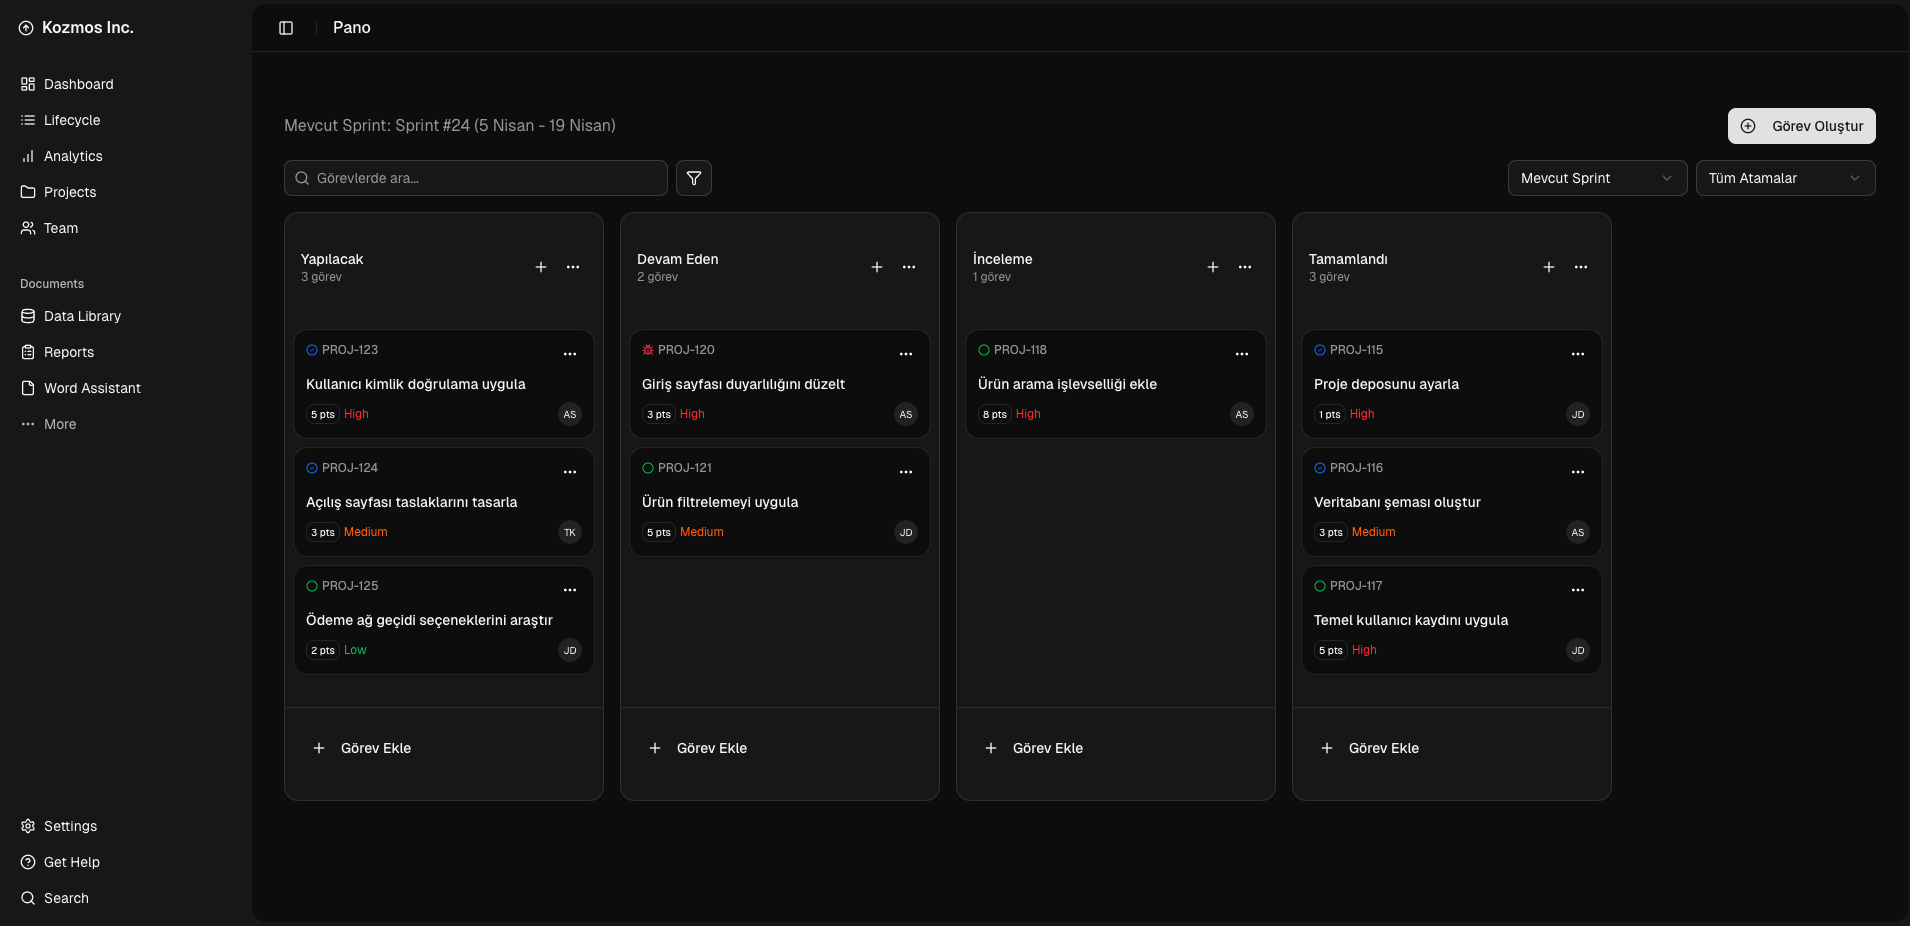 Kozmos Inc.
Dashboard
Lifecycle
Analytics
Projects
Team
Documents
Data Library
Reports
Word Assistant
More
Settings
Get Help
Search
Pano
Mevcut Sprint: Sprint #24 (5 Nisan - 19 Nisan)
Görev Oluştur
Görevlerde ara...
Mevcut Sprint
Tüm Atamalar
Yapılacak
3 görev
PROJ-123
Kullanıcı kimlik doğrulama uygula
5 pts High AS
PROJ-124
Açılış sayfası taslaklarını tasarla
3 pts Medium TK
PROJ-125
Ödeme ağ geçidi seçeneklerini araştır
2 pts Low JD
Görev Ekle
Devam Eden
2 görev
PROJ-120
Giriş sayfası duyarlılığını düzelt
3 pts High AS
PROJ-121
Ürün filtrelemeyi uygula
5 pts Medium JD
Görev Ekle
İnceleme
1 görev
PROJ-118
Ürün arama işlevselliği ekle
8 pts High AS
Görev Ekle
Tamamlandı
3 görev
PROJ-115
Proje deposunu ayarla
1 pts High JD
PROJ-116
Veritabanı şeması oluştur
3 pts Medium AS
PROJ-117
Temel kullanıcı kaydını uygula
5 pts High JD
Görev Ekle